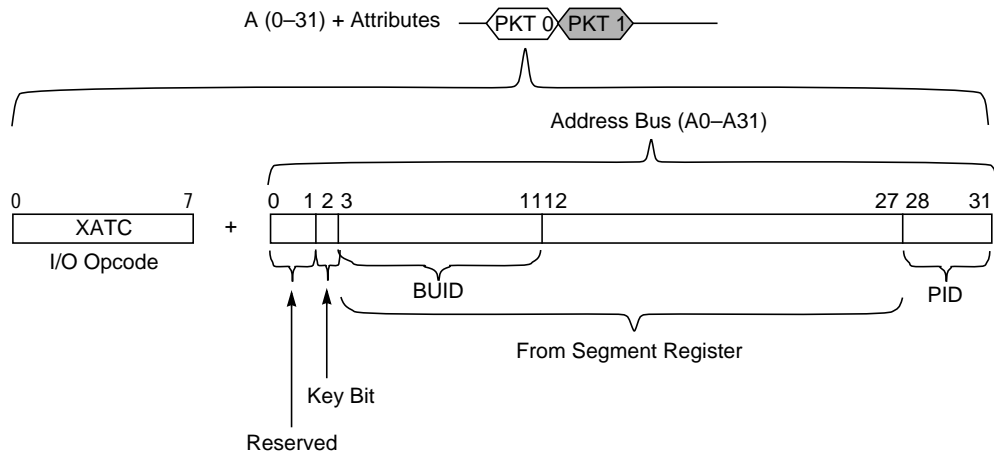 A (0–31) + Attributes PKT 0 PKT 1
Address Bus (A0–A31)
0 7 0 1 2 3 11 12 27 28 31
XATC +
I/O Opcode
BUID PID
From Segment Register
Key Bit
Reserved